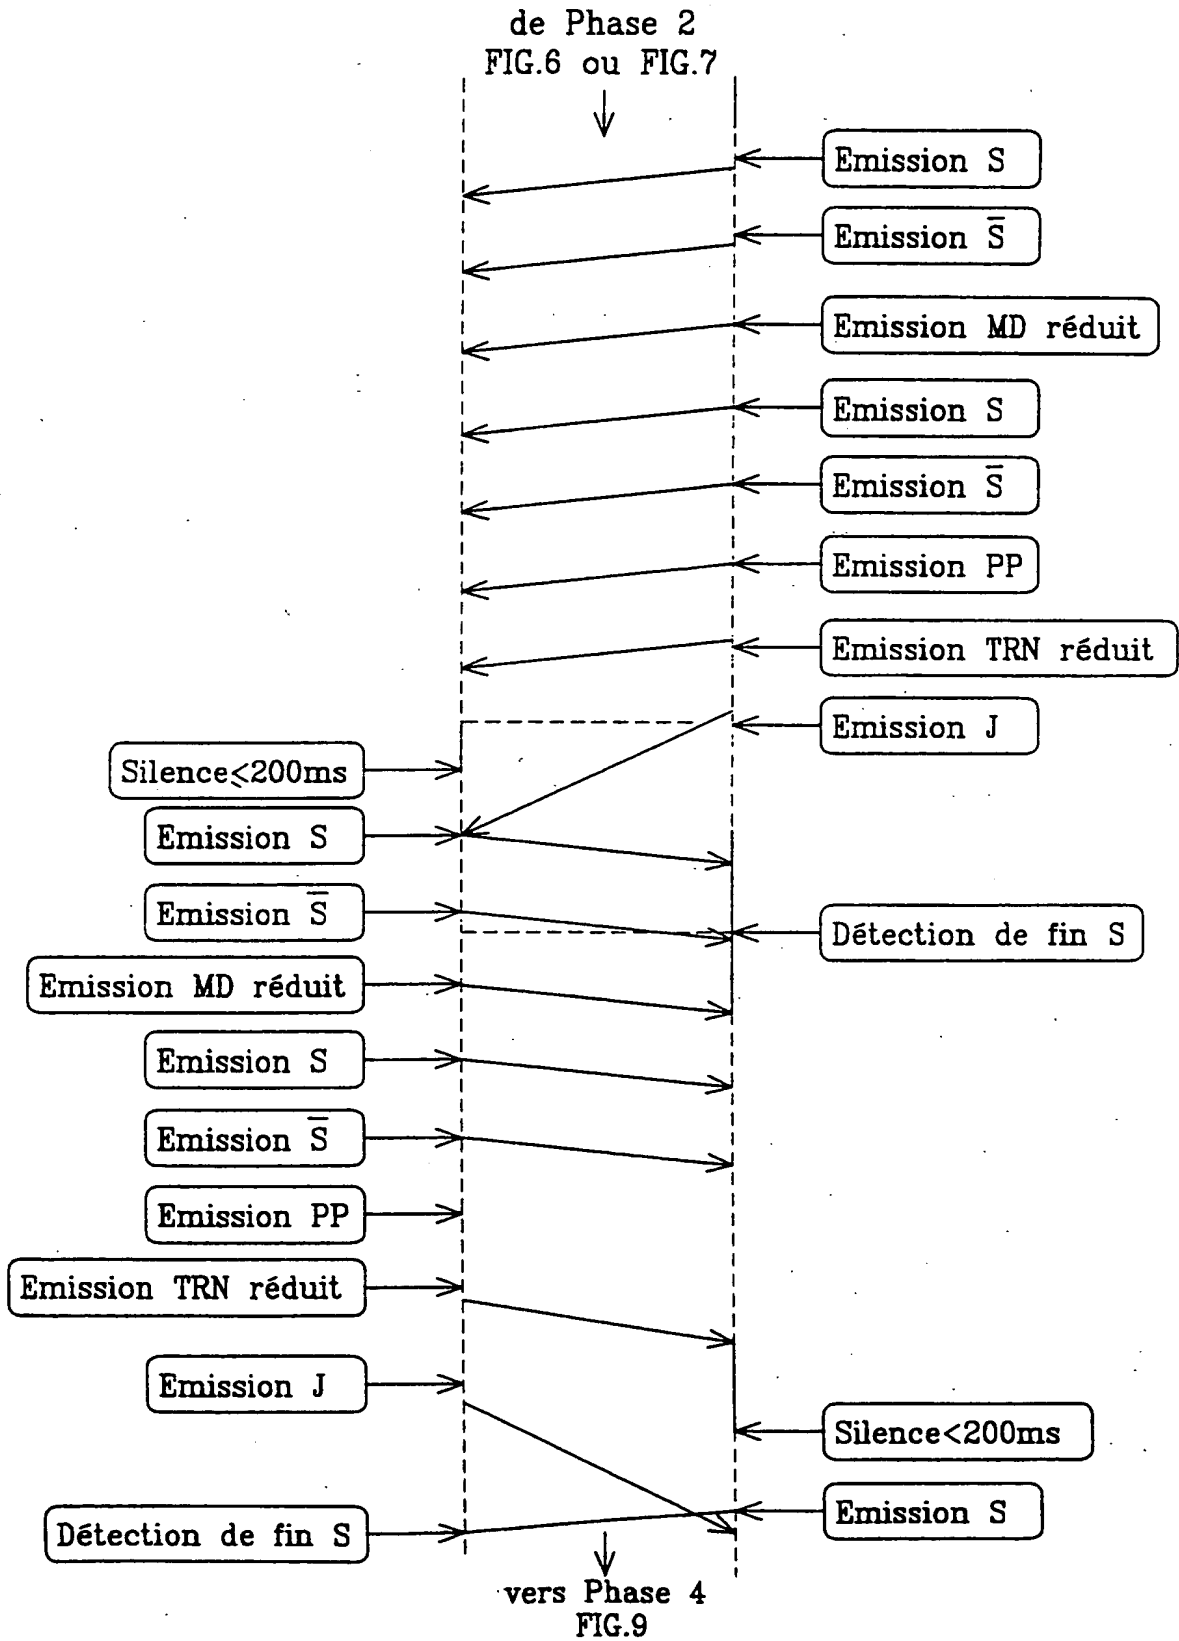 de Phase 2
FIG.6 ou FIG.7
Emission S
Emission S̅
Emission MD réduit
Emission S
Emission S̅
Emission PP
Emission TRN réduit
Emission J
Silence≤200ms
Emission S
Emission S̅
Détection de fin S
Emission MD réduit
Emission S
Emission S̅
Emission PP
Emission TRN réduit
Emission J
Silence<200ms
Emission S
Détection de fin S
vers Phase 4
FIG.9